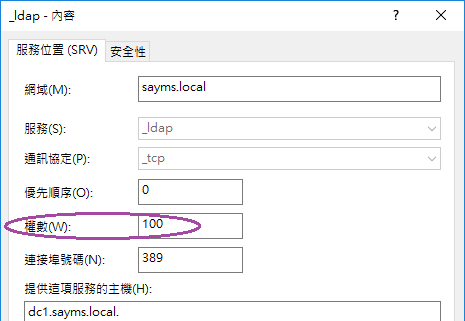 _ldap - 內容
服務位置 (SRV) 安全性
網域(M): sayms.local
服務(S): _ldap
通訊協定(P): _tcp
優先順序(O): 0
權數(W): 100
連接埠號碼(N): 389
提供這項服務的主機(H):
dc1.sayms.local.